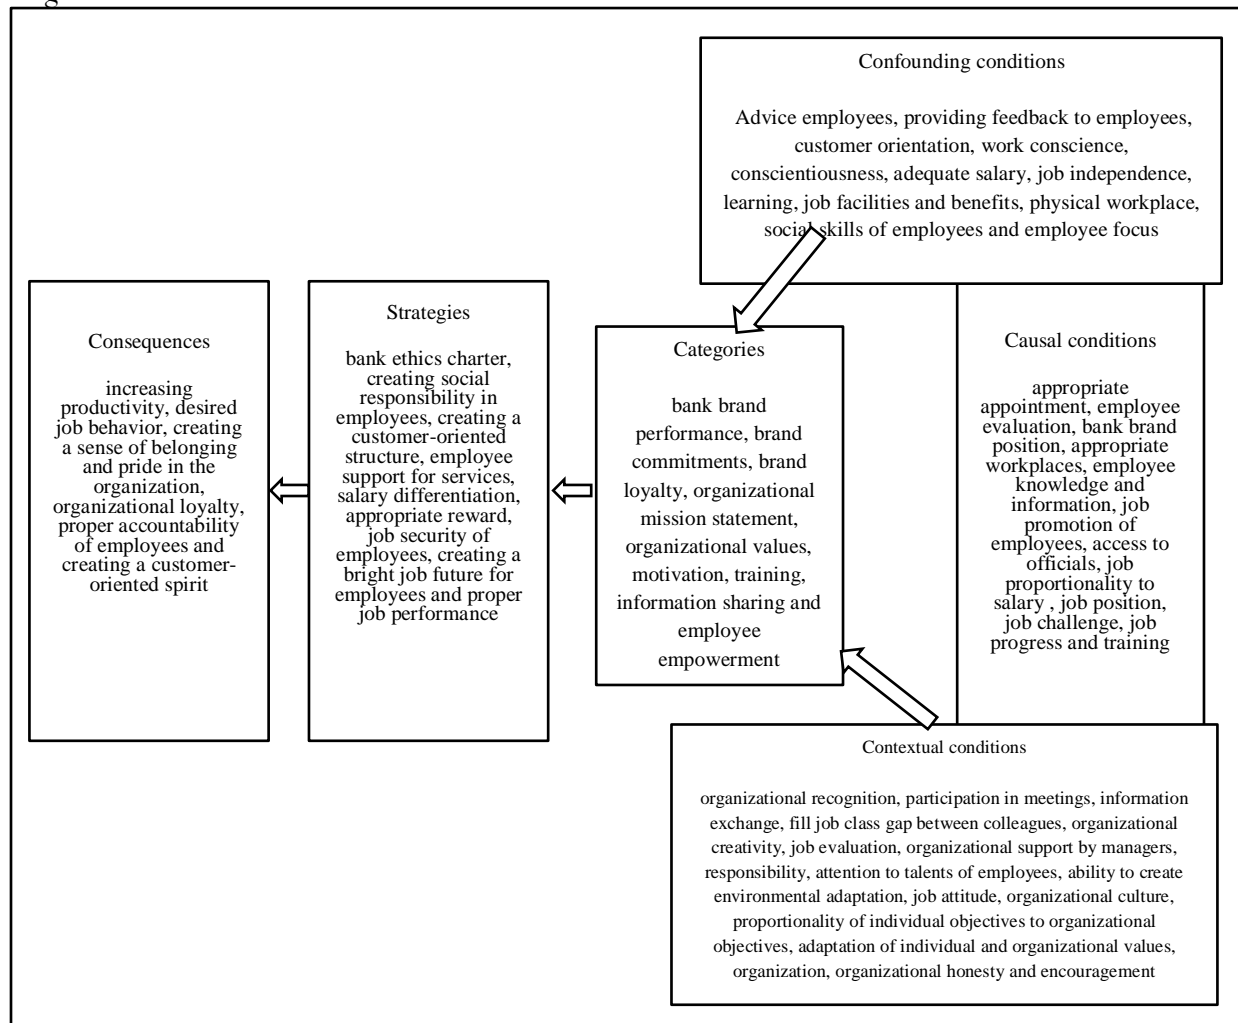 Confounding conditions
Advice employees, providing feedback to employees,
customer orientation, work conscience,
conscientiousness, adequate salary, job independence,
learning, job facilities and benefits, physical workplace,
social skills of employees and employee focus
Consequences
increasing
productivity, desired
job behavior, creating
a sense of belonging
and pride in the
organization,
organizational loyalty,
proper accountability
of employees and
creating a customer-
oriented spirit
Strategies
bank ethics charter,
creating social
responsibility in
employees, creating a
customer-oriented
structure, employee
support for services,
salary differentiation,
appropriate reward,
job security of
employees, creating a
bright job future for
employees and proper
job performance
Categories
bank brand
performance, brand
commitments, brand
loyalty, organizational
mission statement,
organizational values,
motivation, training,
information sharing and
employee
empowerment
Causal conditions
appropriate
appointment, employee
evaluation, bank brand
position, appropriate
workplaces, employee
knowledge and
information, job
promotion of
employees, access to
officials, job
proportionality to
salary , job position,
job challenge, job
progress and training
Contextual conditions
organizational recognition, participation in meetings, information
exchange, fill job class gap between colleagues, organizational
creativity, job evaluation, organizational support by managers,
responsibility, attention to talents of employees, ability to create
environmental adaptation, job attitude, organizational culture,
proportionality of individual objectives to organizational
objectives, adaptation of individual and organizational values,
organization, organizational honesty and encouragement